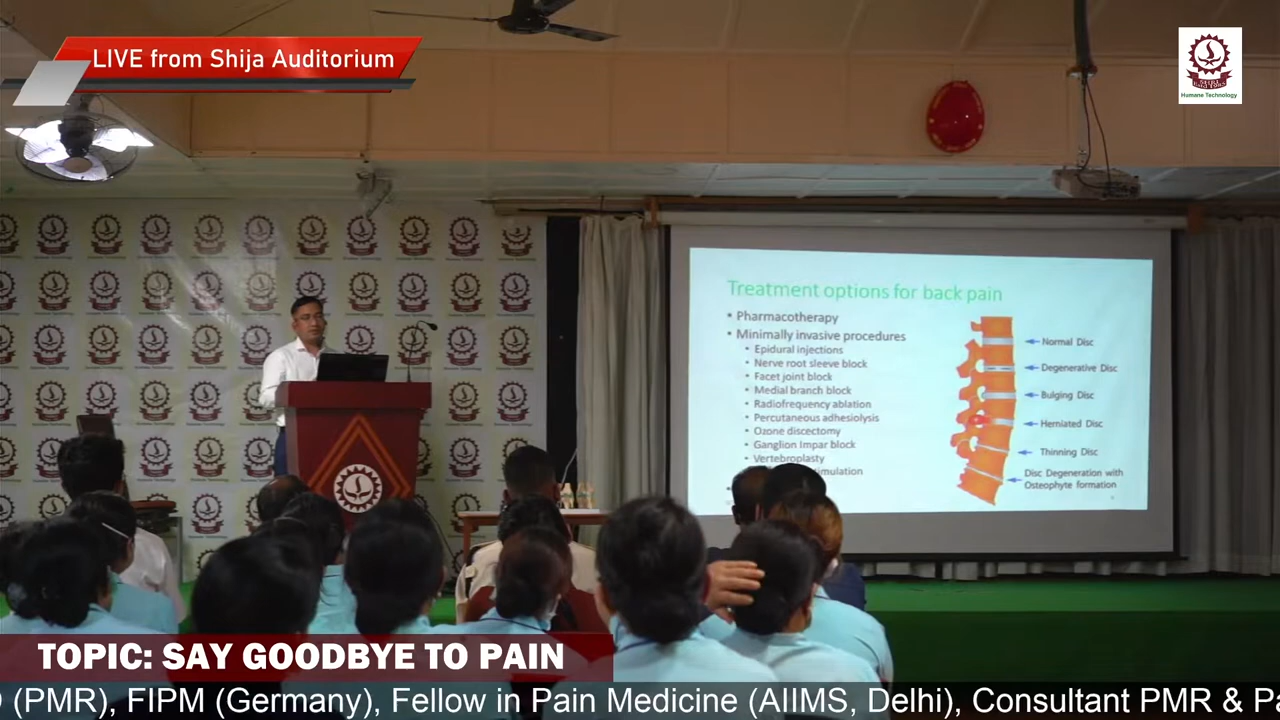 LIVE from Shija Auditorium
Humane Technology
Treatment options for back pain
▪ Pharmacotherapy
▪ Minimally invasive procedures
• Epidural injections
• Nerve root sleeve block
• Facet joint block
• Medial branch block
• Radiofrequency ablation
• Percutaneous adhesiolysis
• Ozone discectomy
• Ganglion Impar block
• Vertebroplasty
Normal Disc
Degenerative Disc
Bulging Disc
Herniated Disc
Thinning Disc
Disc Degeneration with
Osteophyte formation
TOPIC: SAY GOODBYE TO PAIN
(PMR), FIPM (Germany), Fellow in Pain Medicine (AIIMS, Delhi), Consultant PMR &